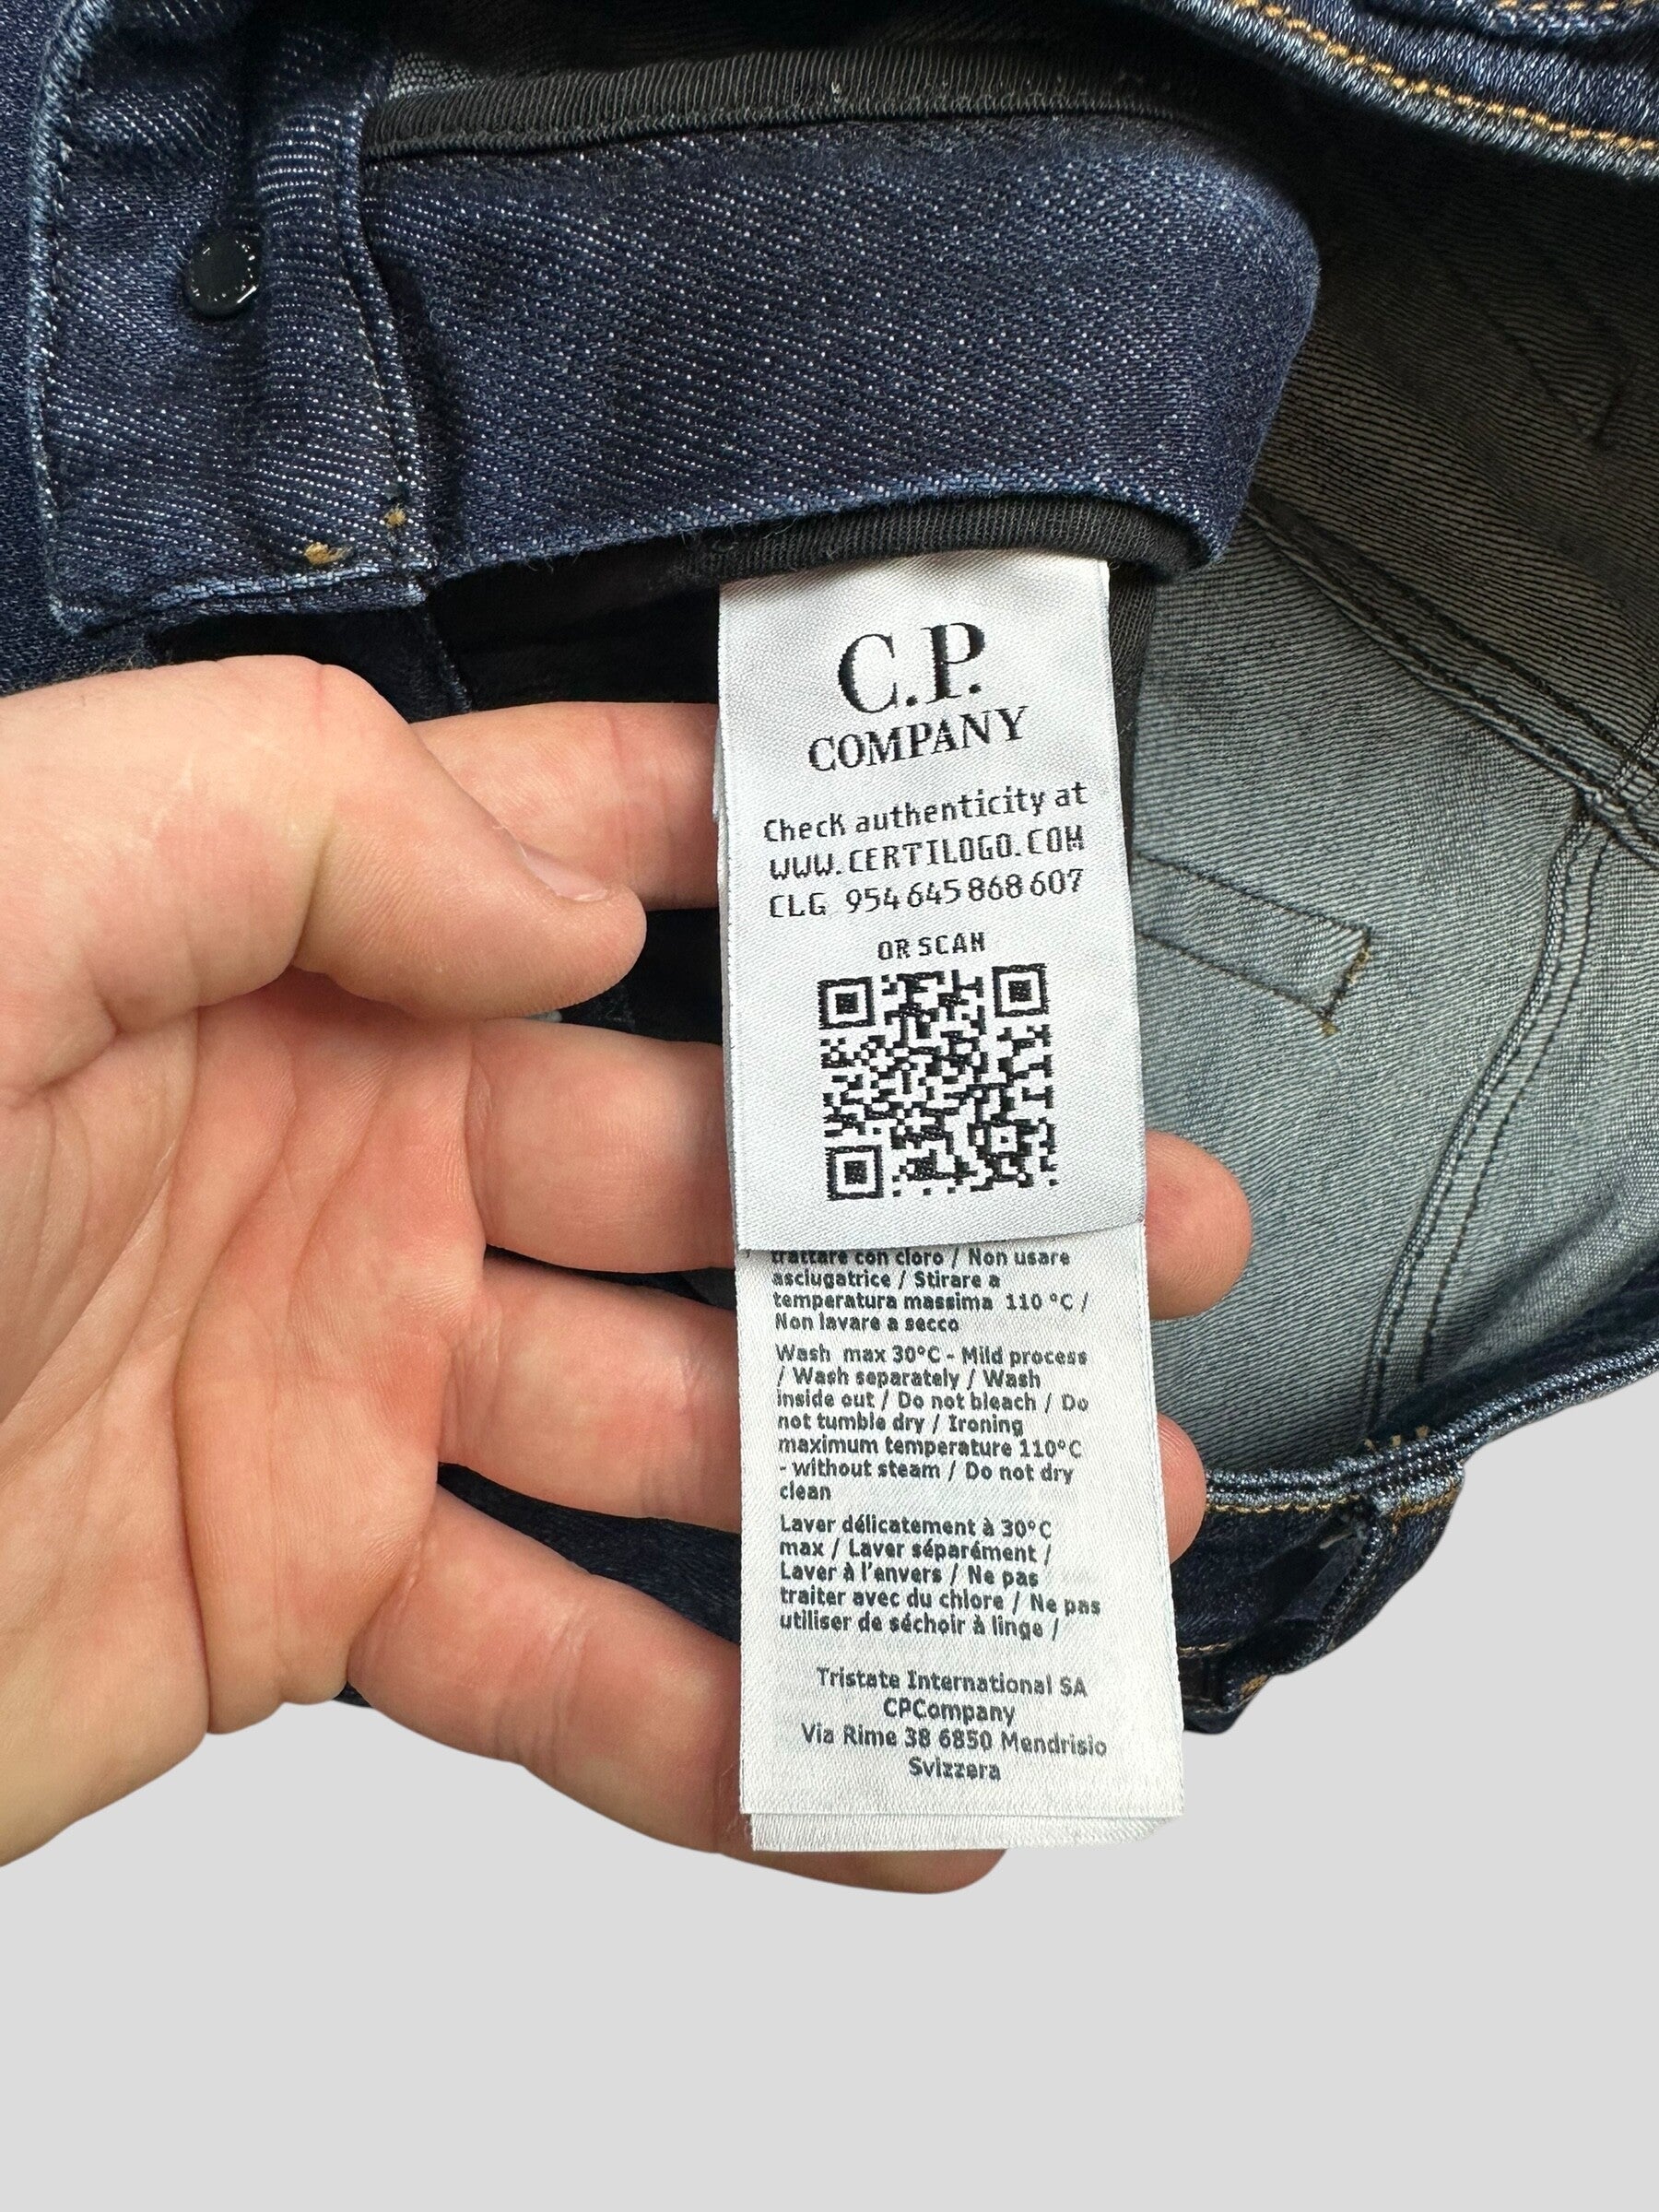 C.P.
COMPANY
Check authenticity at
WWW.CERTILOGO.COM
CLG 954 645 868 607
OR SCAN
trattare con cloro / Non usare
asciugatrice / Stirare a
temperatura massima 110 °C /
Non lavare a secco
Wash max 30°C - Mild process
/ Wash separately / Wash
inside out / Do not bleach / Do
not tumble dry / Ironing
maximum temperature 110°C
- without steam / Do not dry
clean
Laver délicatement à 30°C
max / Laver séparément /
Laver à l'envers / Ne pas
traiter avec du chlore / Ne pas
utiliser de séchoir à linge /
Tristate International SA
CPCompany
Via Rime 38 6850 Mendrisio
Svizzera